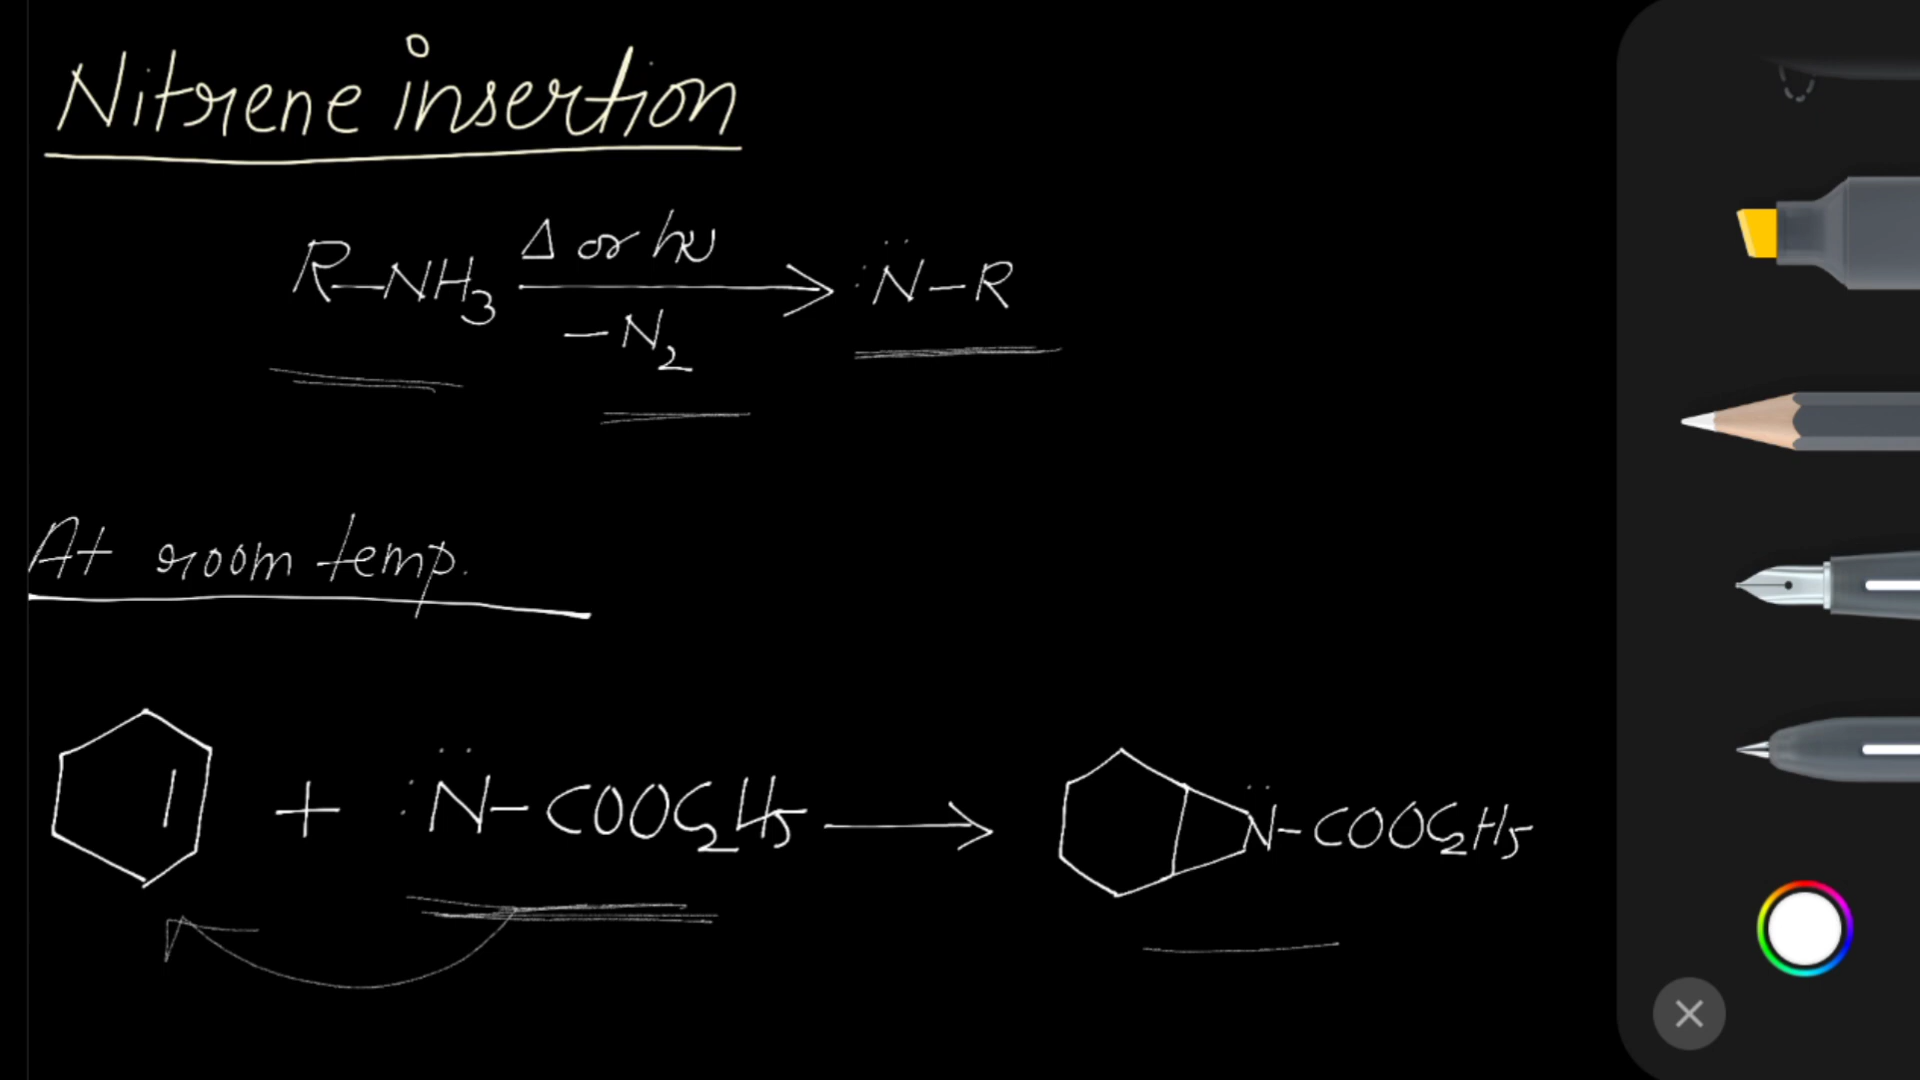 Nitrene insertion
R-NH3 Δ or hν -N2 → :N̈-R
At room temp.
+ :N̈-COOC2H5 → N̈-COOC2H5